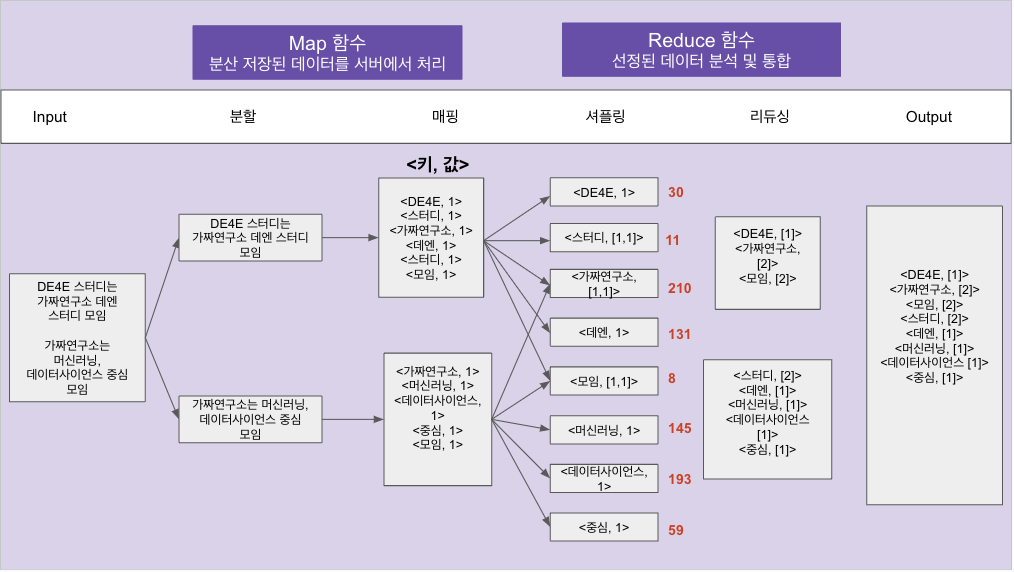 Map 함수
분산 저장된 데이터를 서버에서 처리
Reduce 함수
선정된 데이터 분석 및 통합
Input
분할
매핑
셔플링
리듀싱
Output
<키, 값>
DE4E 스터디는
가짜연구소 데엔
스터디 모임
가짜연구소는
머신러닝,
데이터사이언스 중심
모임
DE4E 스터디는
가짜연구소 데엔 스터디
모임
가짜연구소는 머신러닝,
데이터사이언스 중심
모임
<DE4E, 1>
<스터디, 1>
<가짜연구소, 1>
<데엔, 1>
<스터디, 1>
<모임, 1>
<가짜연구소, 1>
<머신러닝, 1>
<데이터사이언스,
1>
<중심, 1>
<모임, 1>
<DE4E, 1>
30
<스터디, [1,1]>
11
<가짜연구소,
[1,1]>
210
<데엔, 1>
131
<모임, [1,1]>
8
<머신러닝, 1>
145
<데이터사이언스,
1>
193
<중심, 1>
59
<DE4E, [1]>
<가짜연구소,
[2]>
<모임, [2]>
<스터디, [2]>
<데엔, [1]>
<머신러닝, [1]>
<데이터사이언스
[1]>
<중심, [1]>
<DE4E, [1]>
<가짜연구소, [2]>
<모임, [2]>
<스터디, [2]>
<데엔, [1]>
<머신러닝, [1]>
<데이터사이언스 [1]>
<중심, [1]>